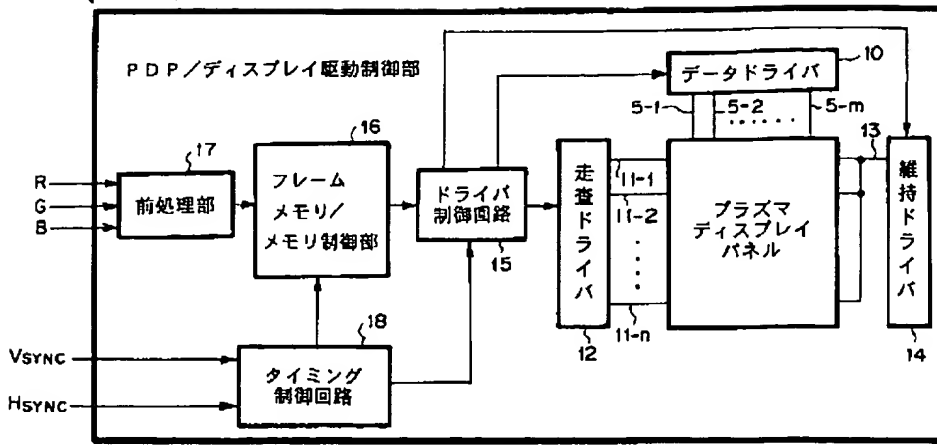 PDP/ディスプレイ駆動制御部
データドライバ
10
5-1
5-2
5-m
16
17
R
G
B
前処理部
フレーム
メモリ/
メモリ制御部
ドライバ
制御回路
15
走査ドライバ
12
11-1
11-2
11-n
プラズマ
ディスプレイ
パネル
13
維持ドライバ
14
18
VSYNC
HSYNC
タイミング
制御回路